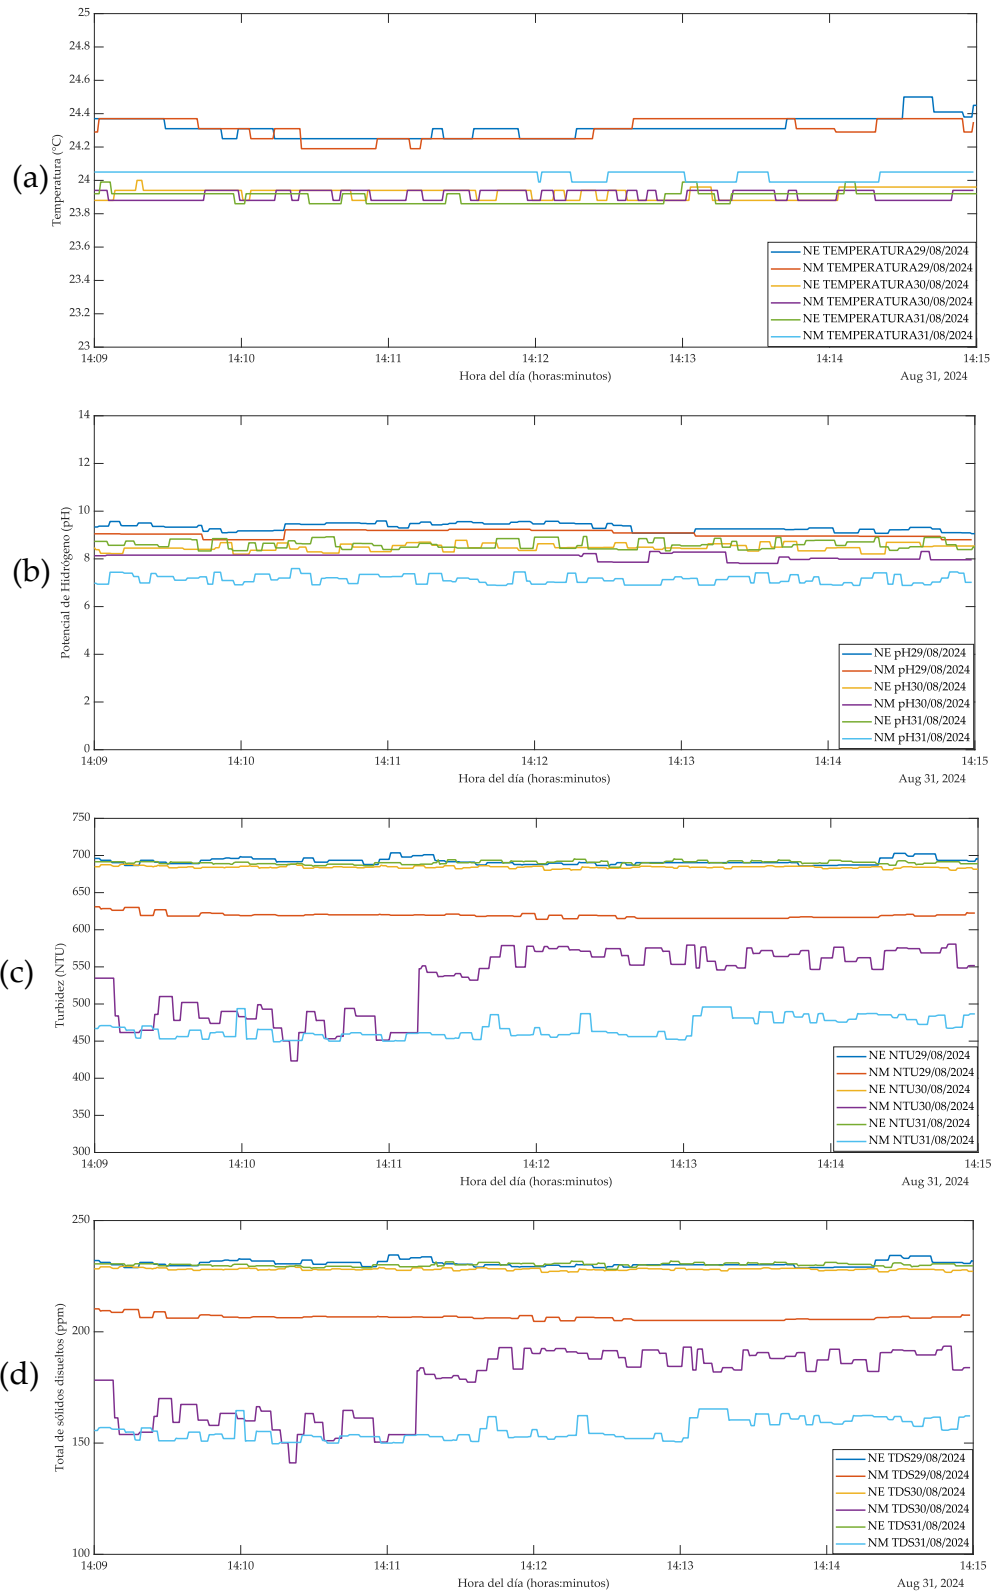 (a)
Temperatura (°C)
25
24.8
24.6
24.4
24.2
24
23.8
23.6
23.4
23.2
23
NE TEMPERATURA29/08/2024
NM TEMPERATURA29/08/2024
NE TEMPERATURA30/08/2024
NM TEMPERATURA30/08/2024
NE TEMPERATURA31/08/2024
NM TEMPERATURA31/08/2024
14:09 14:10 14:11 14:12 14:13 14:14 14:15
Hora del día (horas:minutos)
Aug 31, 2024
(b)
Potencial de Hidrógeno (pH)
14
12
10
8
6
4
2
0
NE pH29/08/2024
NM pH29/08/2024
NE pH30/08/2024
NM pH30/08/2024
NE pH31/08/2024
NM pH31/08/2024
14:09 14:10 14:11 14:12 14:13 14:14 14:15
Hora del día (horas:minutos)
Aug 31, 2024
(c)
Turbidez (NTU)
750
700
650
600
550
500
450
400
350
300
NE NTU29/08/2024
NM NTU29/08/2024
NE NTU30/08/2024
NM NTU30/08/2024
NE NTU31/08/2024
NM NTU31/08/2024
14:09 14:10 14:11 14:12 14:13 14:14 14:15
Hora del día (horas:minutos)
Aug 31, 2024
(d)
Total de sólidos disueltos (ppm)
250
200
150
100
NE TDS29/08/2024
NM TDS29/08/2024
NE TDS30/08/2024
NM TDS30/08/2024
NE TDS31/08/2024
NM TDS31/08/2024
14:09 14:10 14:11 14:12 14:13 14:14 14:15
Hora del día (horas:minutos)
Aug 31, 2024